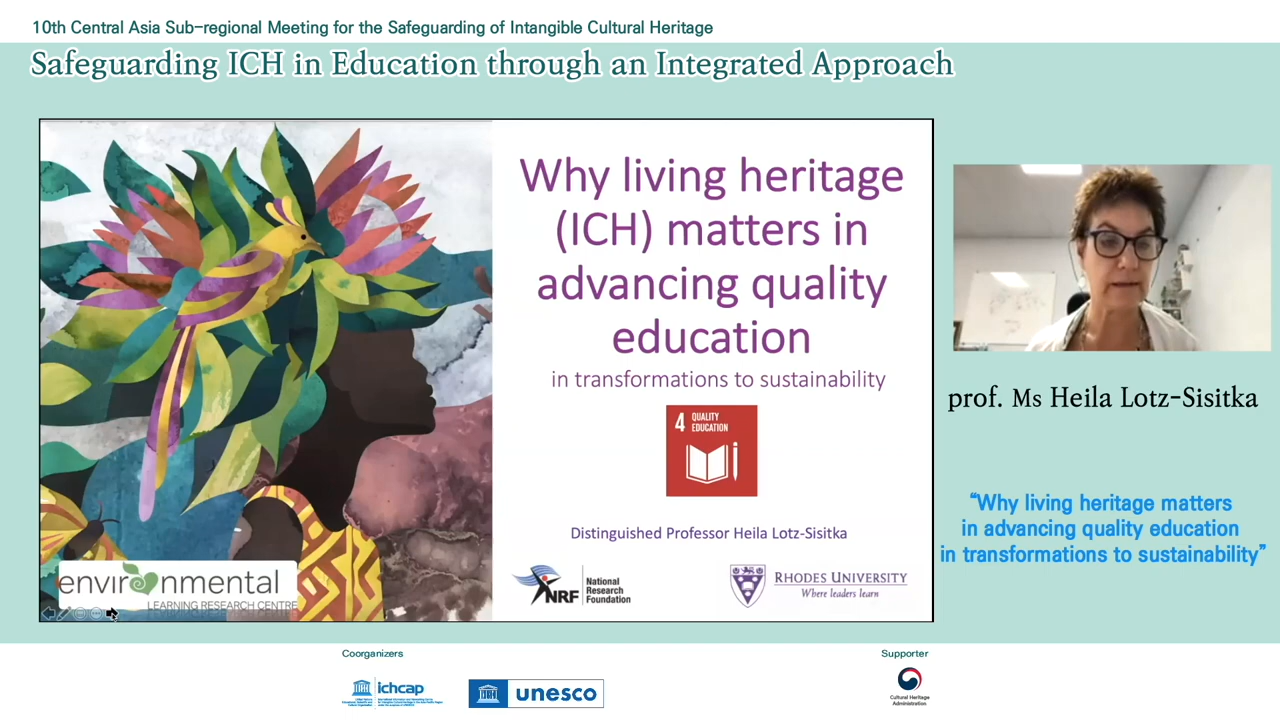 10th Central Asia Sub-regional Meeting for the Safeguarding of Intangible Cultural Heritage
Safeguarding ICH in Education through an Integrated Approach
Why living heritage
(ICH) matters in
advancing quality
education
in transformations to sustainability
4 QUALITY
EDUCATION
Distinguished Professor Heila Lotz-Sisitka
environmental
LEARNING RESEARCH CENTRE
NRF
National
Research
Foundation
RHODES UNIVERSITY
Where leaders learn
prof. Ms Heila Lotz-Sisitka
“Why living heritage matters
in advancing quality education
in transformations to sustainability”
Coorganizers
ichcap
unesco
Supporter
Cultural Heritage
Administration